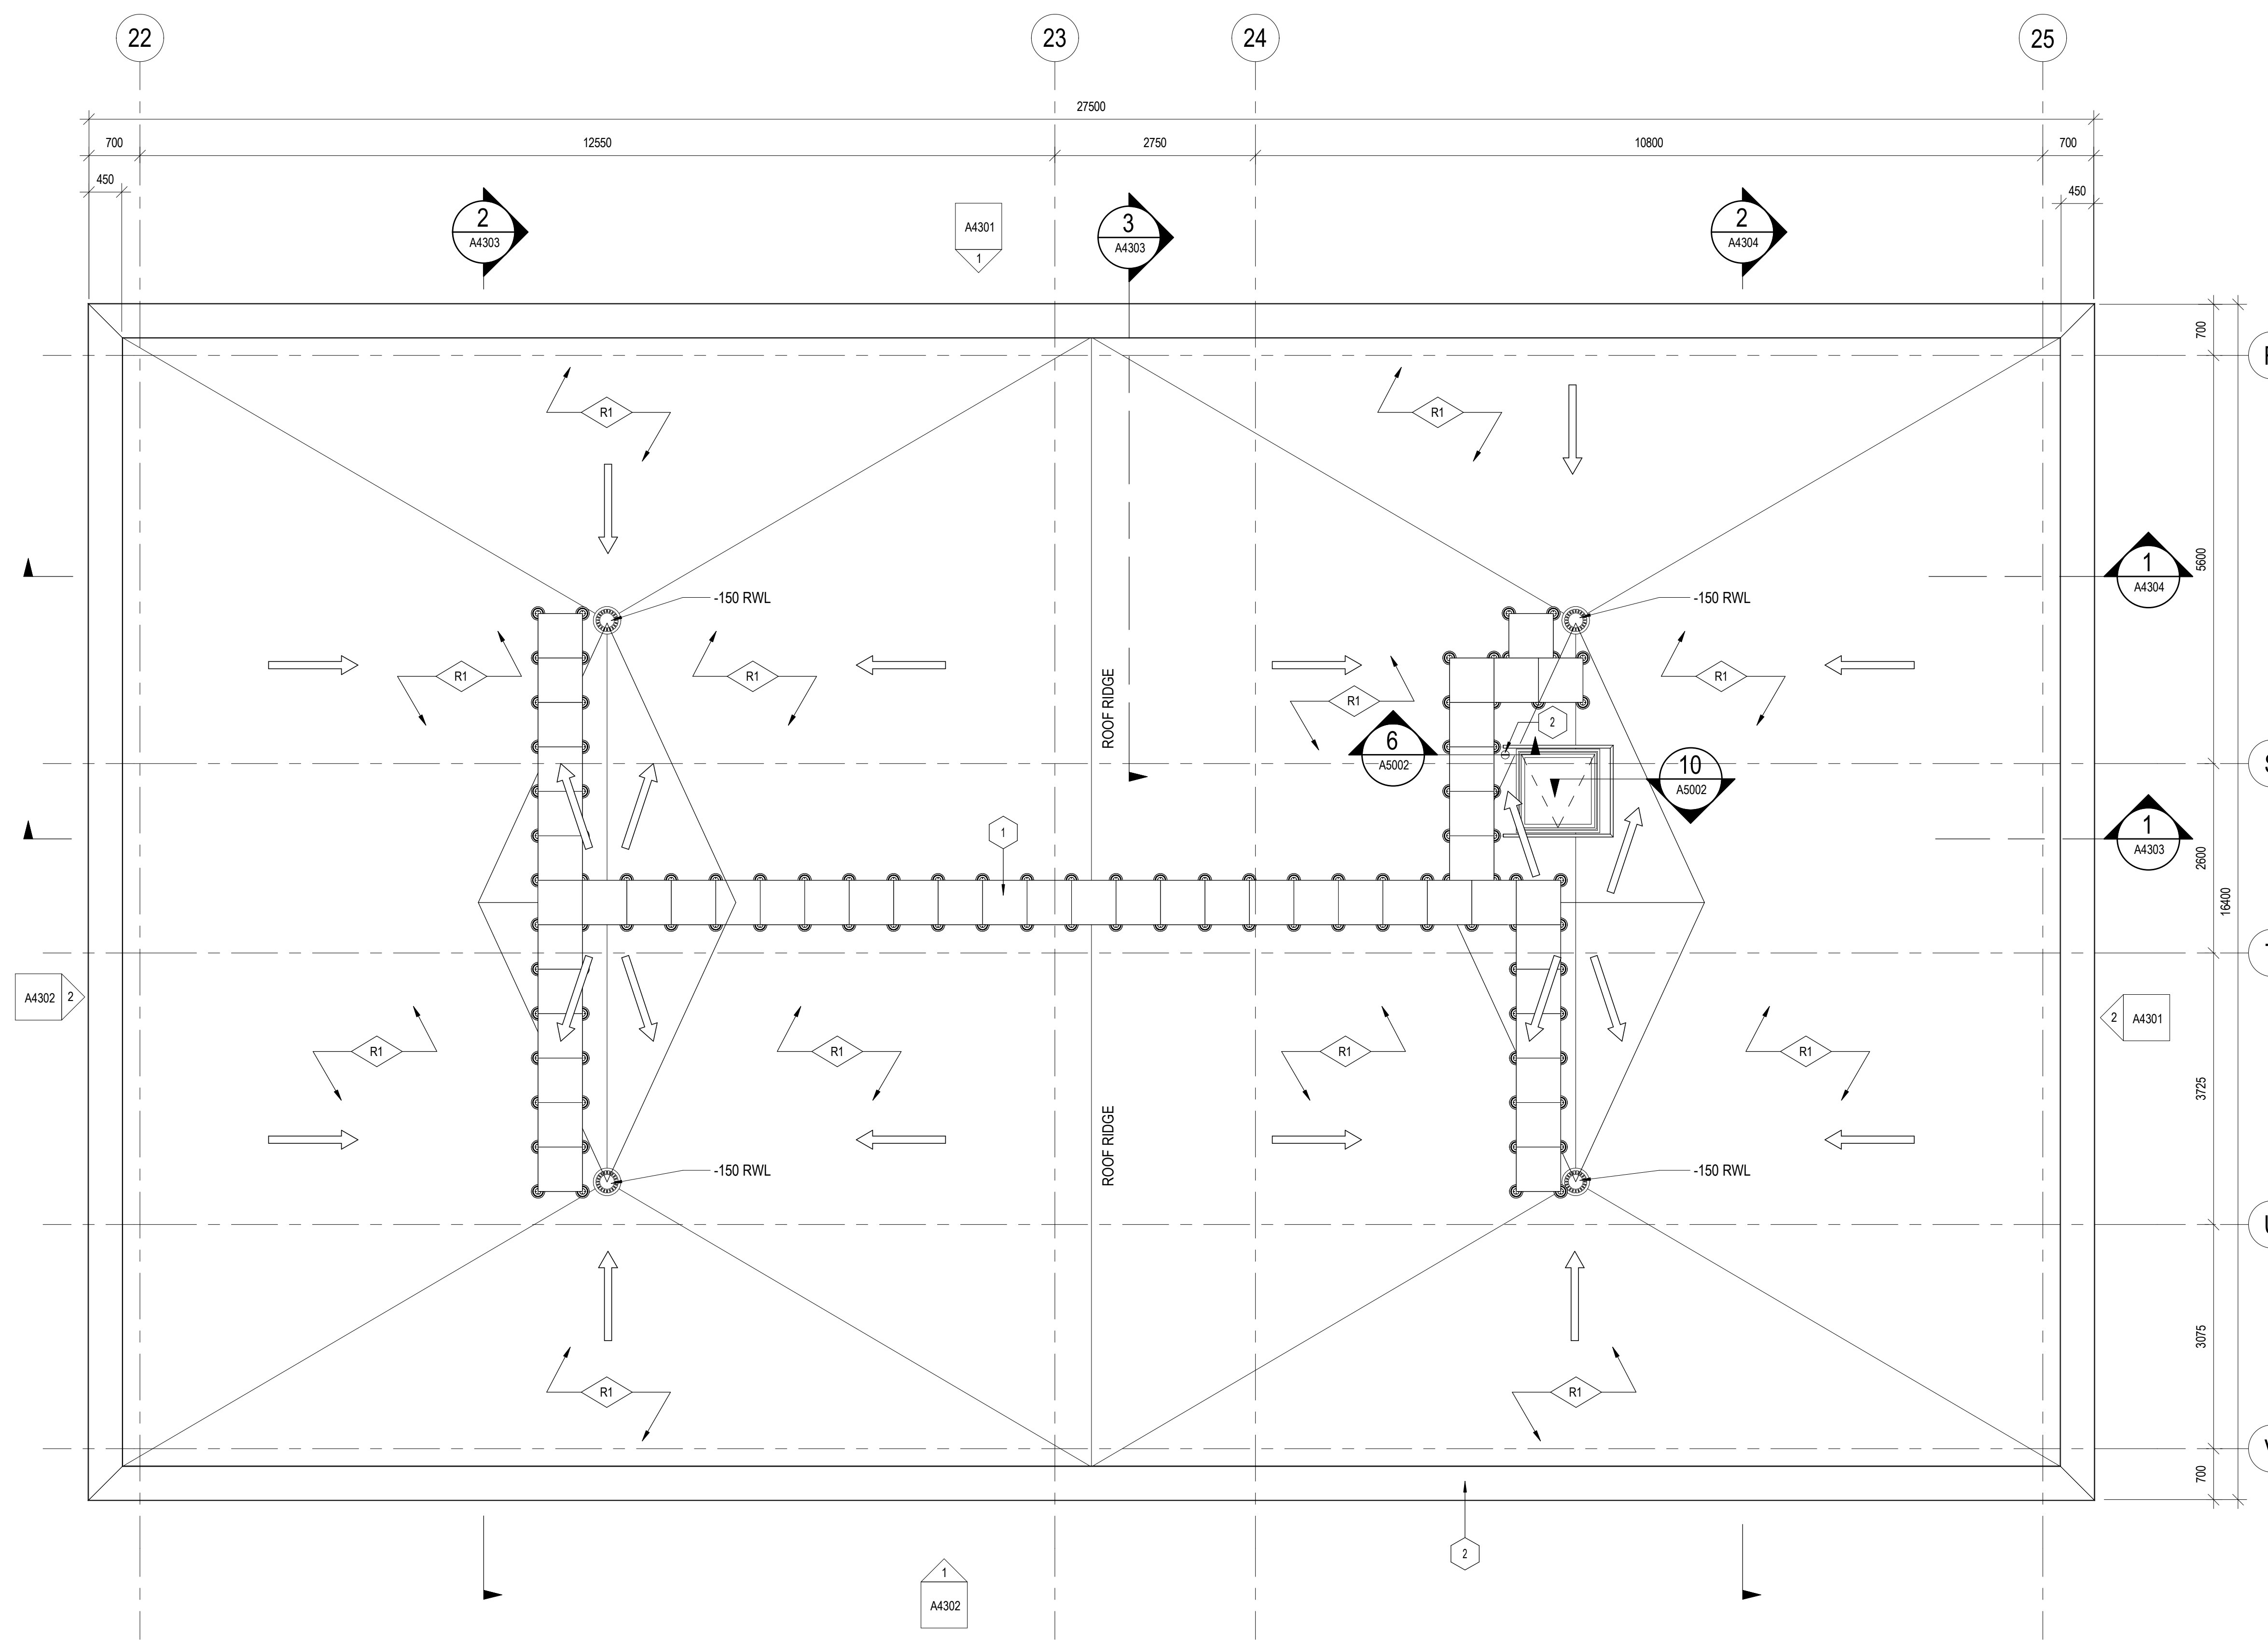 22
23
24
25
27500
700
12550
2750
10800
700
450
450
2
A4303
A4301
1
3
A4303
2
A4304
700
R1
R1
5600
1
A4304
-150 RWL
-150 RWL
R1
R1
R1
R1
ROOF RIDGE
2
6
A5002
10
A5002
1
1
A4303
2600
16400
A4302
2
2
A4301
R1
R1
R1
R1
3725
ROOF RIDGE
-150 RWL
-150 RWL
3075
R1
R1
700
2
1
A4302